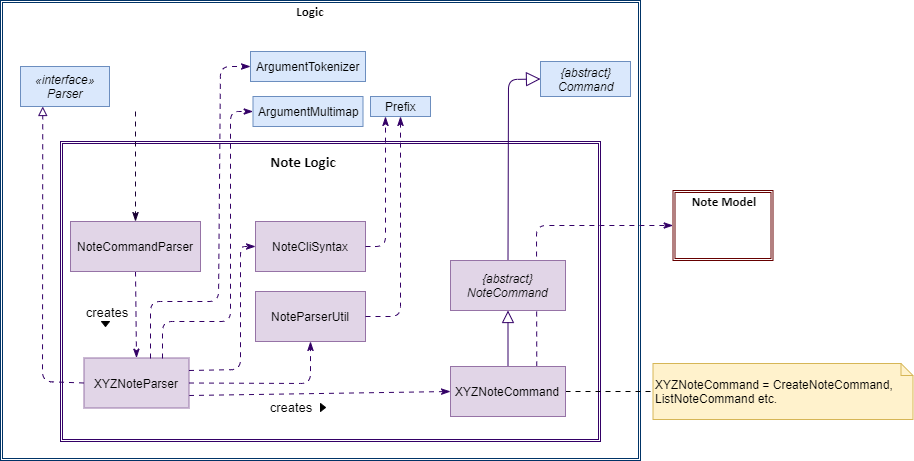 Logic
«interface»
Parser
ArgumentTokenizer
{abstract}
Command
ArgumentMultimap
Prefix
Note Logic
Note Model
NoteCommandParser
NoteCliSyntax
{abstract}
NoteCommand
creates
NoteParserUtil
XYZNoteParser
XYZNoteCommand
XYZNoteCommand = CreateNoteCommand,
ListNoteCommand etc.
creates